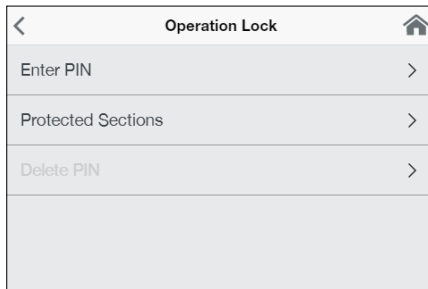 Operation Lock
Enter PIN
Protected Sections
Delete PIN